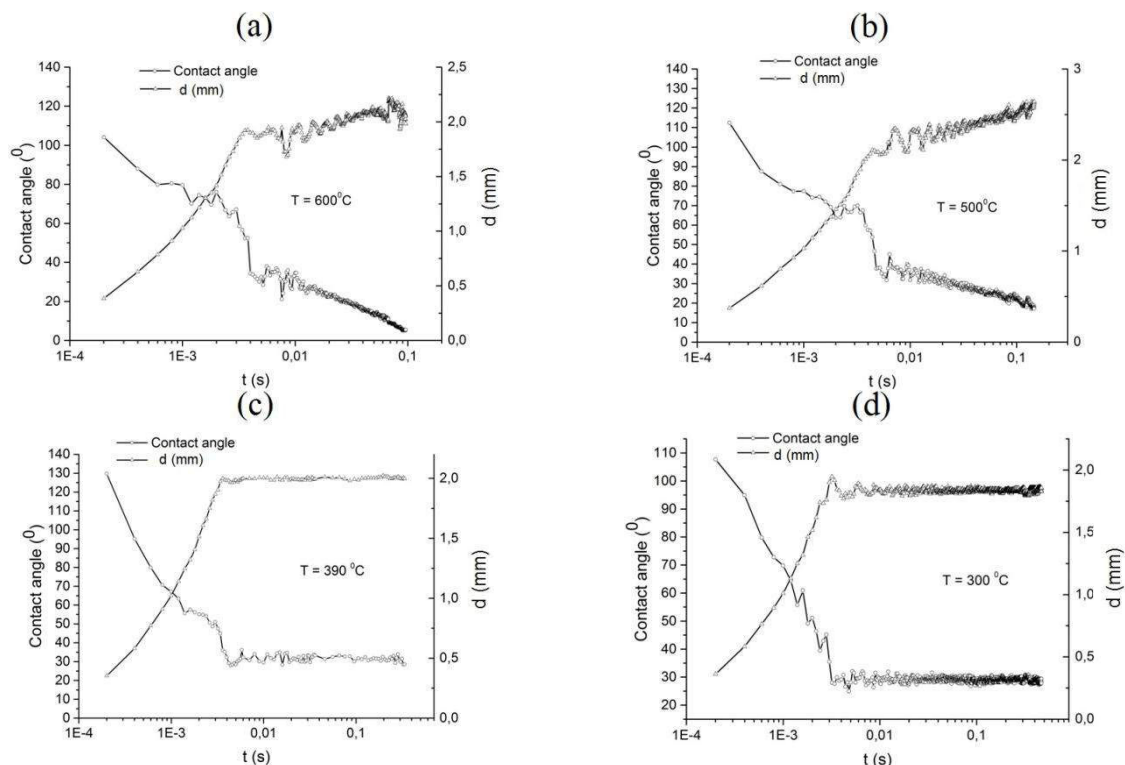 (a)
Contact angle
d (mm)
140
120
100
80
60
40
20
0
Contact angle (⁰)
2,5
2,0
1,5
1,0
0,5
0,0
d (mm)
T = 600⁰C
1E-4 1E-3 0,01 0,1
t (s)
(b)
Contact angle
d (mm)
140
130
120
110
100
90
80
70
60
50
40
30
20
10
0
Contact angle (⁰)
3
2
1
0
d (mm)
T = 500⁰C
1E-4 1E-3 0,01 0,1
t (s)
(c)
Contact angle
d (mm)
140
130
120
110
100
90
80
70
60
50
40
30
20
10
0
Contact angle (⁰)
2,0
1,5
1,0
0,5
0,0
d (mm)
T = 390 ⁰C
1E-4 1E-3 0,01 0,1
t (s)
(d)
Contact angle
d (mm)
110
100
90
80
70
60
50
40
30
20
Contact angle (⁰)
2,0
1,5
1,0
0,5
0,0
d (mm)
T = 300 ⁰C
1E-4 1E-3 0,01 0,1 1
t (s)